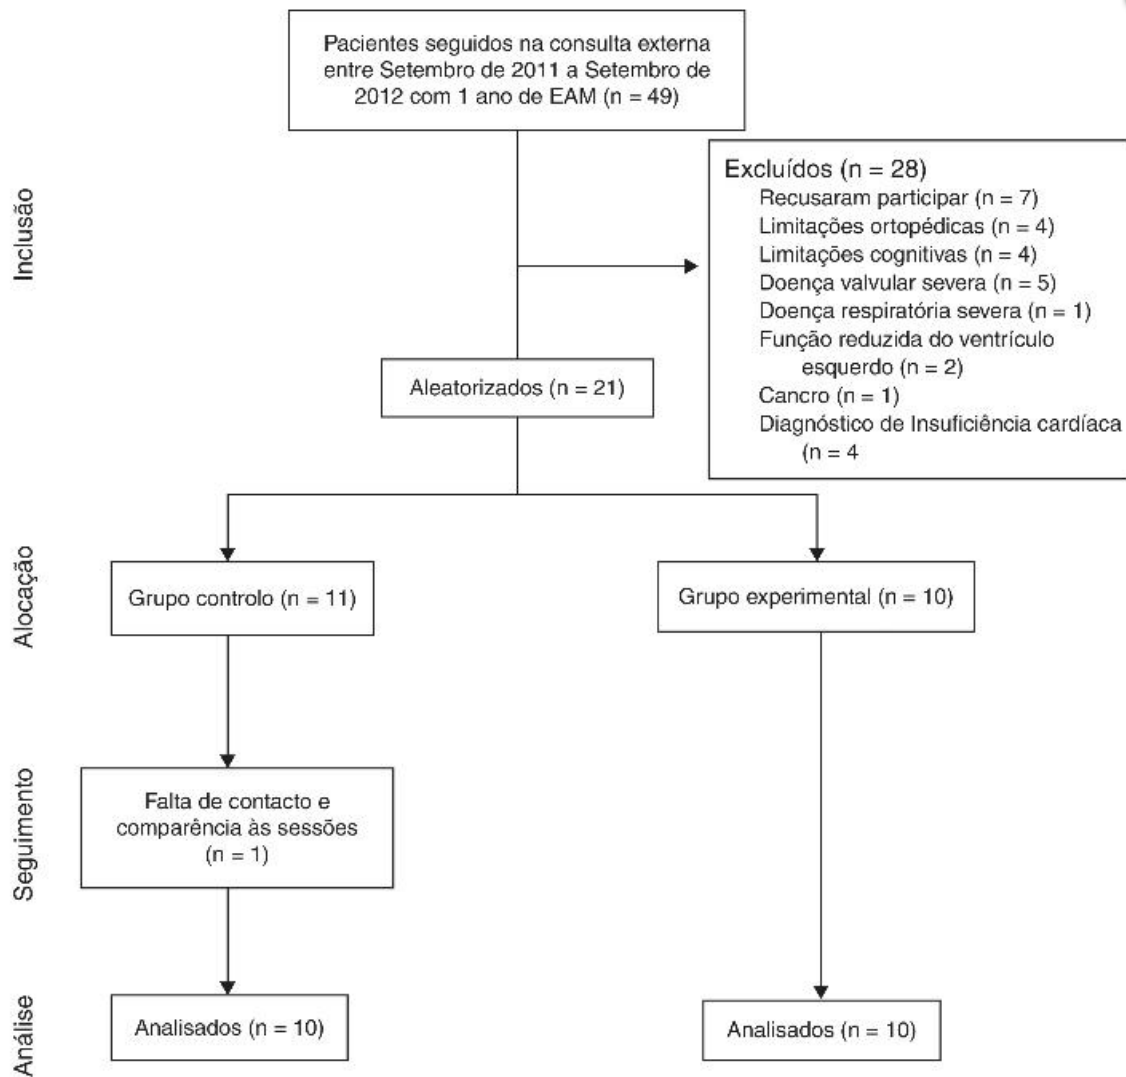 Pacientes seguidos na consulta externa
entre Setembro de 2011 a Setembro de
2012 com 1 ano de EAM (n = 49)
Inclusão
Excluídos (n = 28)
Recusaram participar (n = 7)
Limitações ortopédicas (n = 4)
Limitações cognitivas (n = 4)
Doença valvular severa (n = 5)
Doença respiratória severa (n = 1)
Função reduzida do ventrículo
esquerdo (n = 2)
Cancro (n = 1)
Diagnóstico de Insuficiência cardíaca
(n = 4
Aleatorizados (n = 21)
Alocação
Grupo controlo (n = 11)
Grupo experimental (n = 10)
Seguimento
Falta de contacto e
comparência às sessões
(n = 1)
Análise
Analisados (n = 10)
Analisados (n = 10)